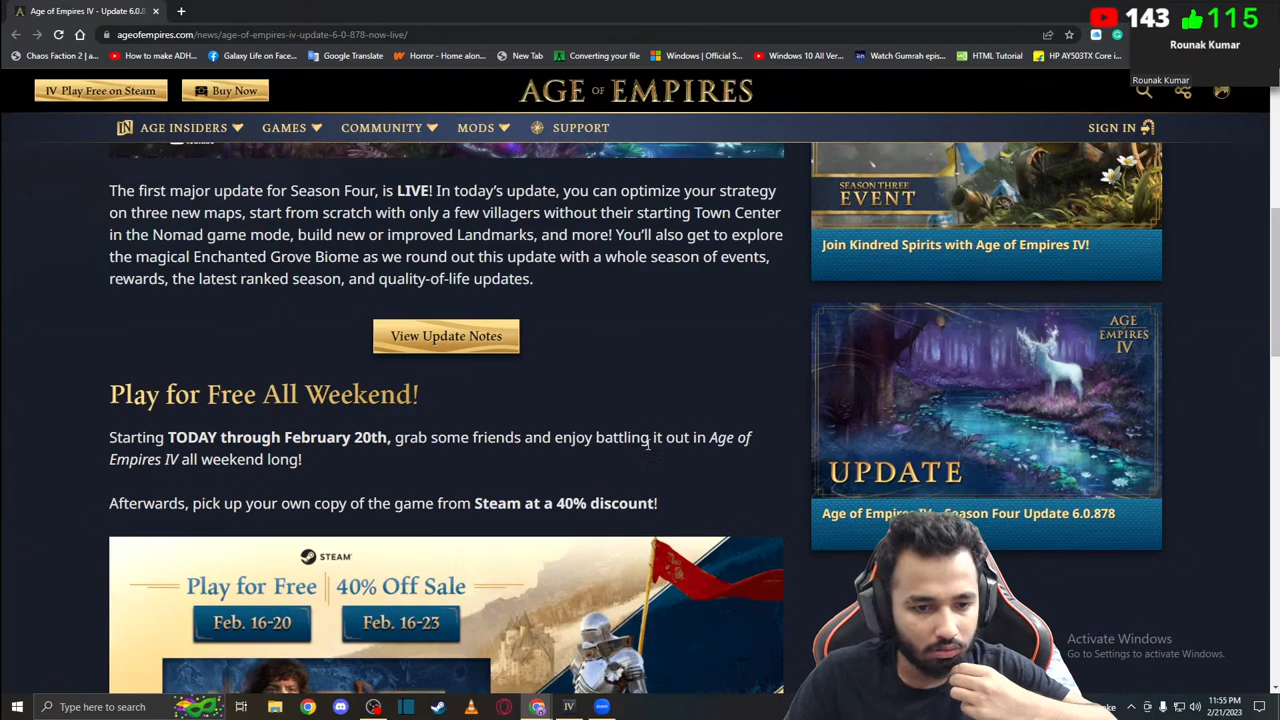 Age of Empires IV - Update 6.0.8
143
115
Rounak Kumar
ageofempires.com/news/age-of-empires-iv-update-6-0-878-now-live/
Chaos Faction 2 | a...
How to make ADH...
Galaxy Life on Face...
Google Translate
Horror - Home alon...
New Tab
Converting your file
Windows | Official S...
Windows 10 All Ver...
Watch Gumrah epis...
HTML Tutorial
HP AY503TX Core i...
Rounak Kumar
IV Play Free on Steam
Buy Now
AGE OF EMPIRES
AGE INSIDERS
GAMES
COMMUNITY
MODS
SUPPORT
SIGN IN
The first major update for Season Four, is LIVE! In today's update, you can optimize your strategy
on three new maps, start from scratch with only a few villagers without their starting Town Center
in the Nomad game mode, build new or improved Landmarks, and more! You'll also get to explore
the magical Enchanted Grove Biome as we round out this update with a whole season of events,
rewards, the latest ranked season, and quality-of-life updates.
View Update Notes
Play for Free All Weekend!
Starting TODAY through February 20th, grab some friends and enjoy battling it out in Age of
Empires IV all weekend long!
Afterwards, pick up your own copy of the game from Steam at a 40% discount!
STEAM
Play for Free
40% Off Sale
Feb. 16-20
Feb. 16-23
SEASON THREE
EVENT
Join Kindred Spirits with Age of Empires IV!
AGE
OF
EMPIRES
IV
UPDATE
Age of Empires IV – Season Four Update 6.0.878
Activate Windows
Go to Settings to activate Windows.
Type here to search
11:55 PM
2/21/2023